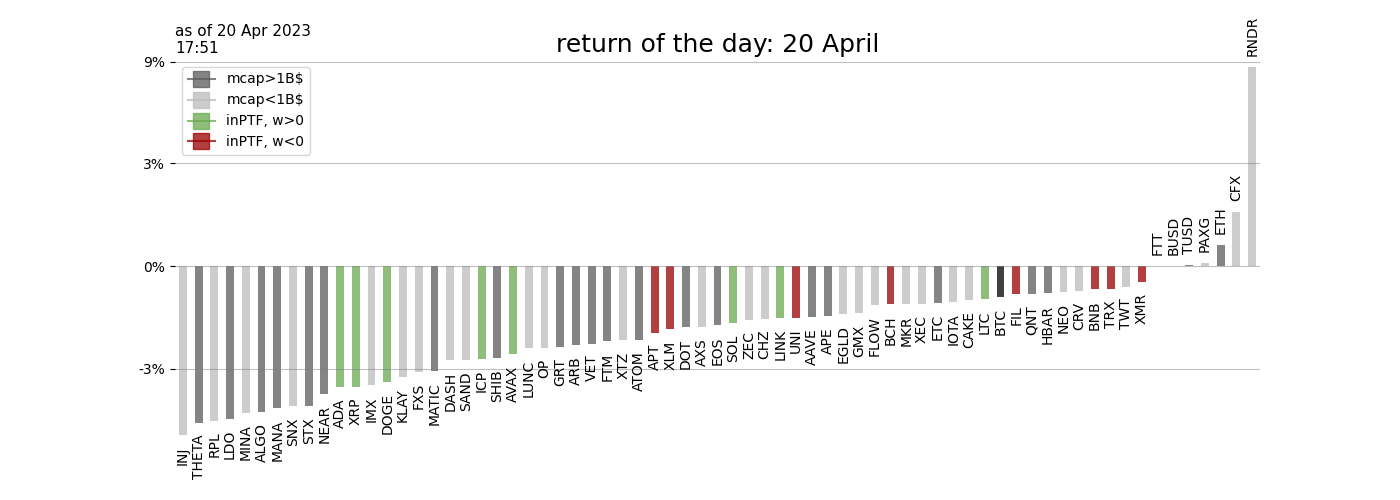 as of 20 Apr 2023
17:51
return of the day: 20 April
9%
3%
0%
-3%
mcap>1B$
mcap<1B$
inPTF, w>0
inPTF, w<0
INJ
THETA
RPL
LDO
MINA
ALGO
MANA
SNX
STX
NEAR
ADA
XRP
IMX
DOGE
KLAY
FXS
MATIC
DASH
SAND
ICP
SHIB
AVAX
LUNC
OP
GRT
ARB
VET
FTM
XTZ
ATOM
APT
XLM
DOT
AXS
EOS
SOL
ZEC
CHZ
LINK
UNI
AAVE
APE
EGLD
GMX
FLOW
BCH
MKR
XEC
ETC
IOTA
CAKE
LTC
BTC
FIL
QNT
HBAR
NEO
CRV
BNB
TRX
TWT
XMR
FTT
BUSD
TUSD
PAXG
ETH
CFX
RNDR